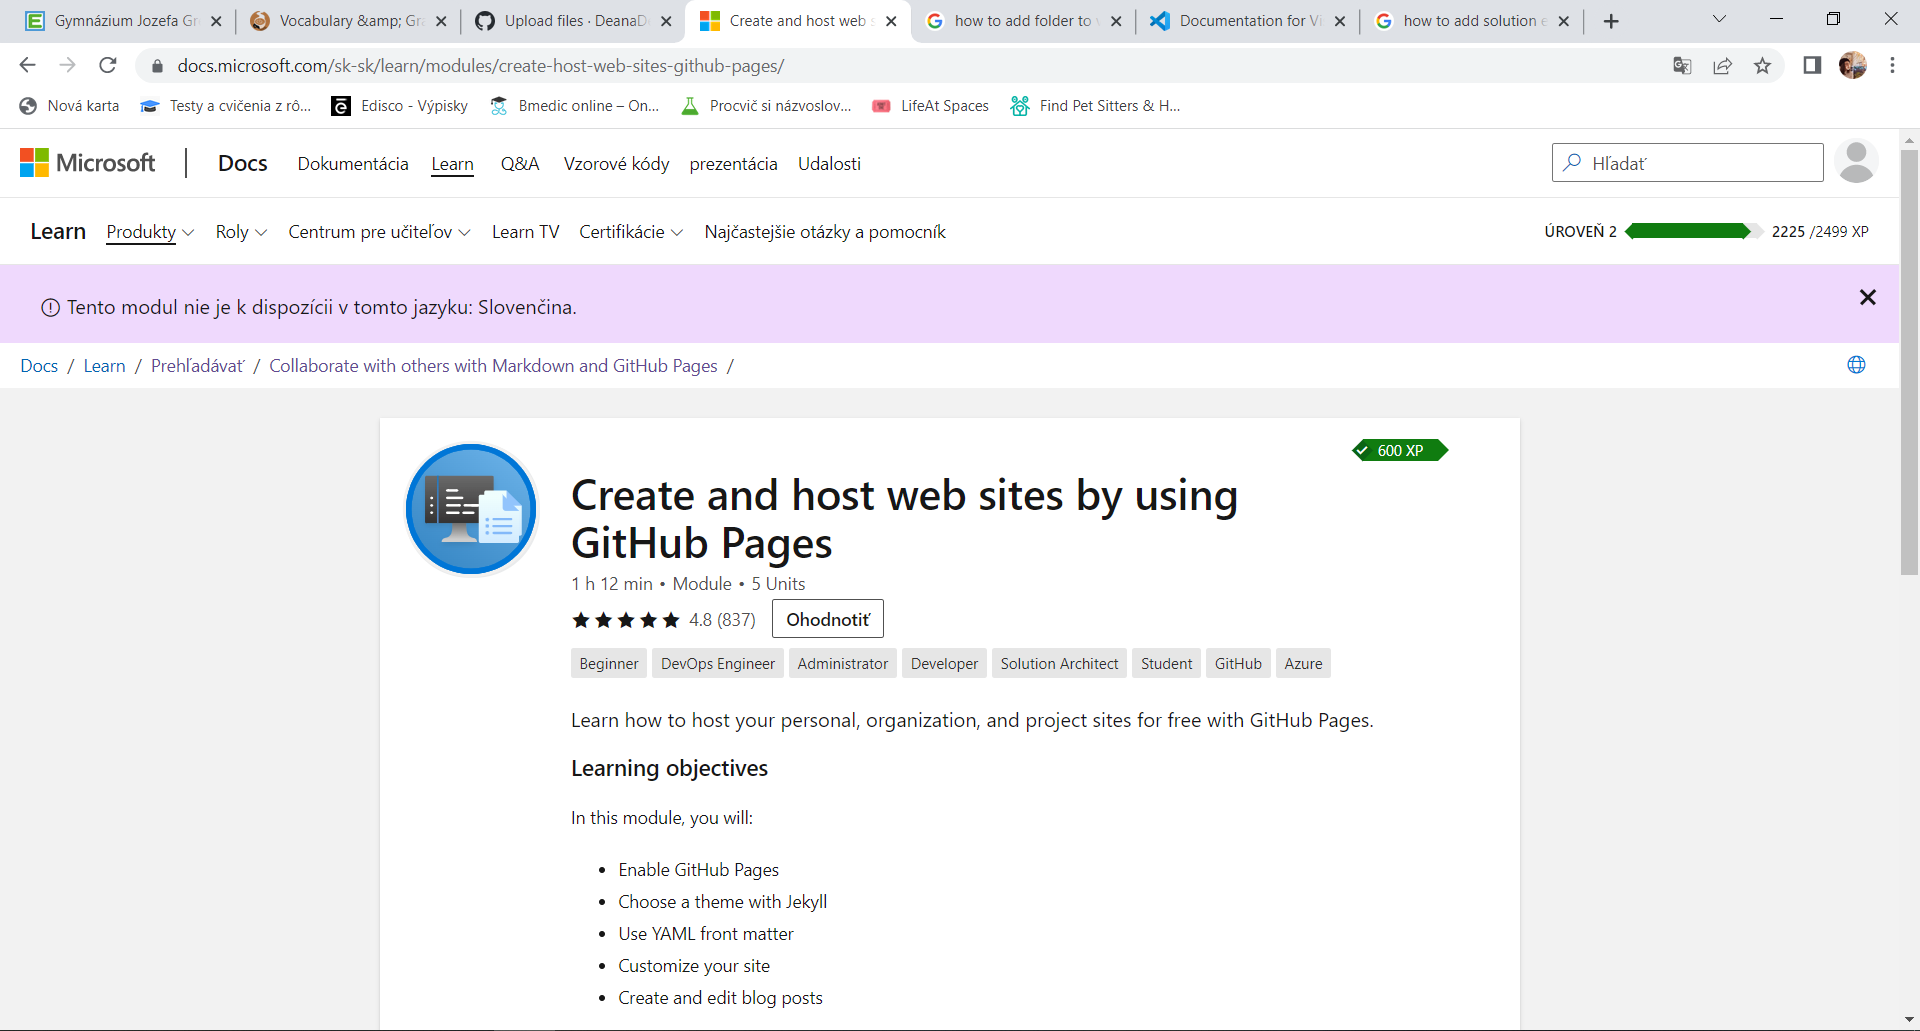 Gymnázium Jozefa Gr
Vocabulary &amp; Gra
Upload files · DeanaD
Create and host web s
how to add folder to v
Documentation for Vi
how to add solution e
docs.microsoft.com/sk-sk/learn/modules/create-host-web-sites-github-pages/
Nová karta
Testy a cvičenia z rô...
Edisco - Výpisky
Bmedic online – On...
Procvič si názvoslov...
LifeAt Spaces
Find Pet Sitters & H...
Microsoft
Docs
Dokumentácia
Learn
Q&A
Vzorové kódy
prezentácia
Udalosti
Hľadať
Learn
Produkty
Roly
Centrum pre učiteľov
Learn TV
Certifikácie
Najčastejšie otázky a pomocník
ÚROVEŇ 2
2225 /2499 XP
Tento modul nie je k dispozícii v tomto jazyku: Slovenčina.
Docs / Learn / Prehľadávať / Collaborate with others with Markdown and GitHub Pages /
600 XP
Create and host web sites by using
GitHub Pages
1 h 12 min • Module • 5 Units
4.8 (837)
Ohodnotiť
Beginner
DevOps Engineer
Administrator
Developer
Solution Architect
Student
GitHub
Azure
Learn how to host your personal, organization, and project sites for free with GitHub Pages.
Learning objectives
In this module, you will:
• Enable GitHub Pages
• Choose a theme with Jekyll
• Use YAML front matter
• Customize your site
• Create and edit blog posts